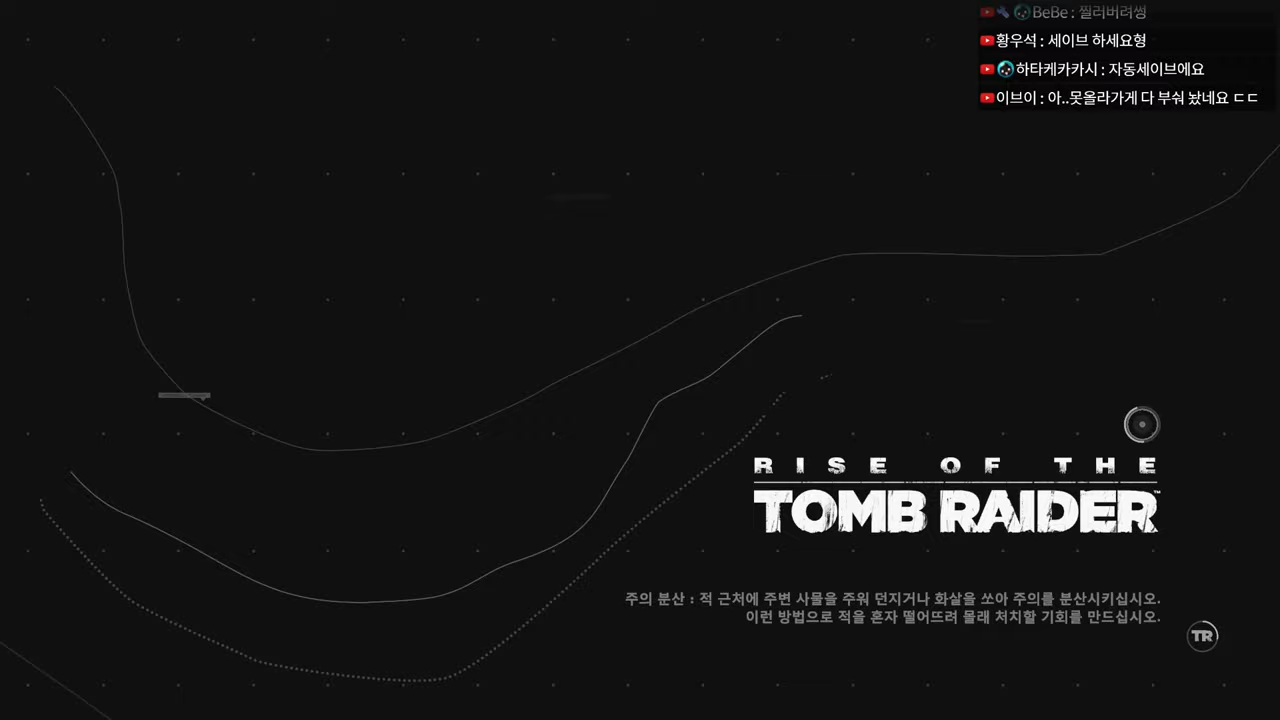 BeBe : 찔러버려썽
황우석 : 세이브 하세요형
하타케카카시 : 자동세이브에요
이브이 : 아..못올라가게 다 부숴 놨네요 ㄷㄷ
RISE OF THE
TOMB RAIDER™
주의 분산 : 적 근처에 주변 사물을 주워 던지거나 화살을 쏘아 주의를 분산시키십시오.
이런 방법으로 적을 혼자 떨어뜨려 몰래 처치할 기회를 만드십시오.
TR